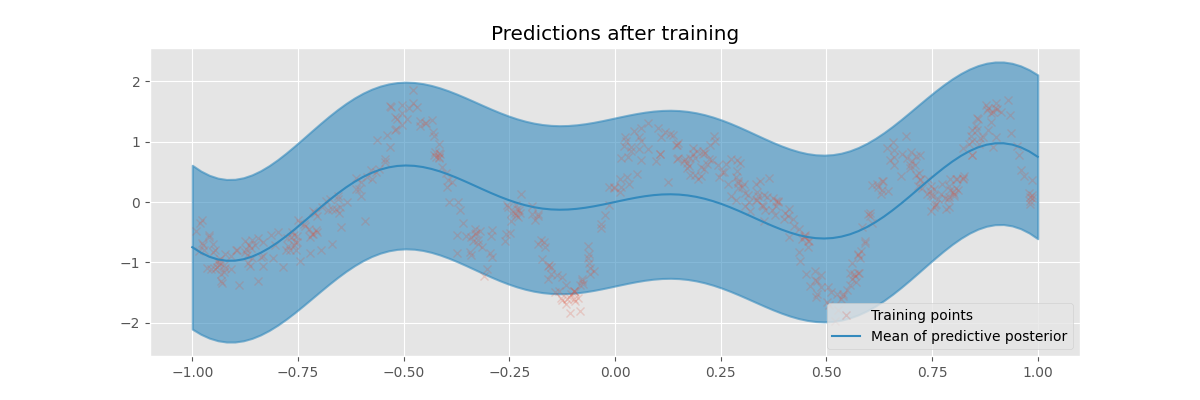 Predictions after training
2
1
0
−1
−2
Training points
Mean of predictive posterior
−1.00 −0.75 −0.50 −0.25 0.00 0.25 0.50 0.75 1.00